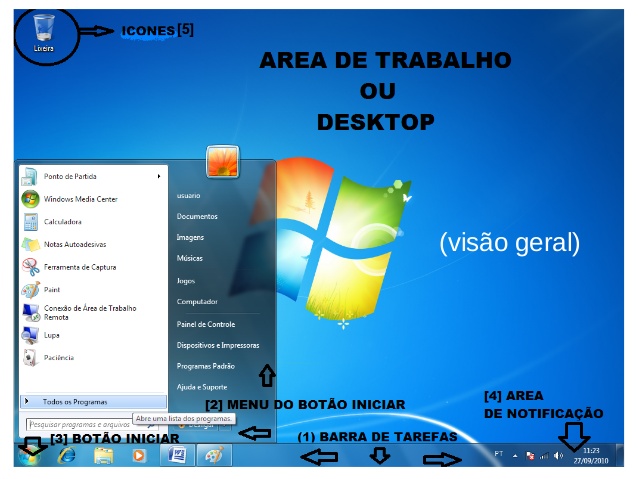 Lixeira
ICONES [5]
AREA DE TRABALHO
OU
DESKTOP
(visão geral)
Ponto de Partida
Windows Media Center
Calculadora
Notas Autoadesivas
Ferramenta de Captura
Paint
Conexão de Área de Trabalho
Remota
Lupa
Paciência
Todos os Programas
Pesquisar programas e arquivos
Abre uma lista dos programas.
usuario
Documentos
Imagens
Músicas
Jogos
Computador
Painel de Controle
Dispositivos e Impressoras
Programas Padrão
Ajuda e Suporte
[2] MENU DO BOTÃO INICIAR
[3] BOTÃO INICIAR
(1) BARRA DE TAREFAS
[4] AREA
DE NOTIFICAÇÃO
PT
11:23
27/09/2010